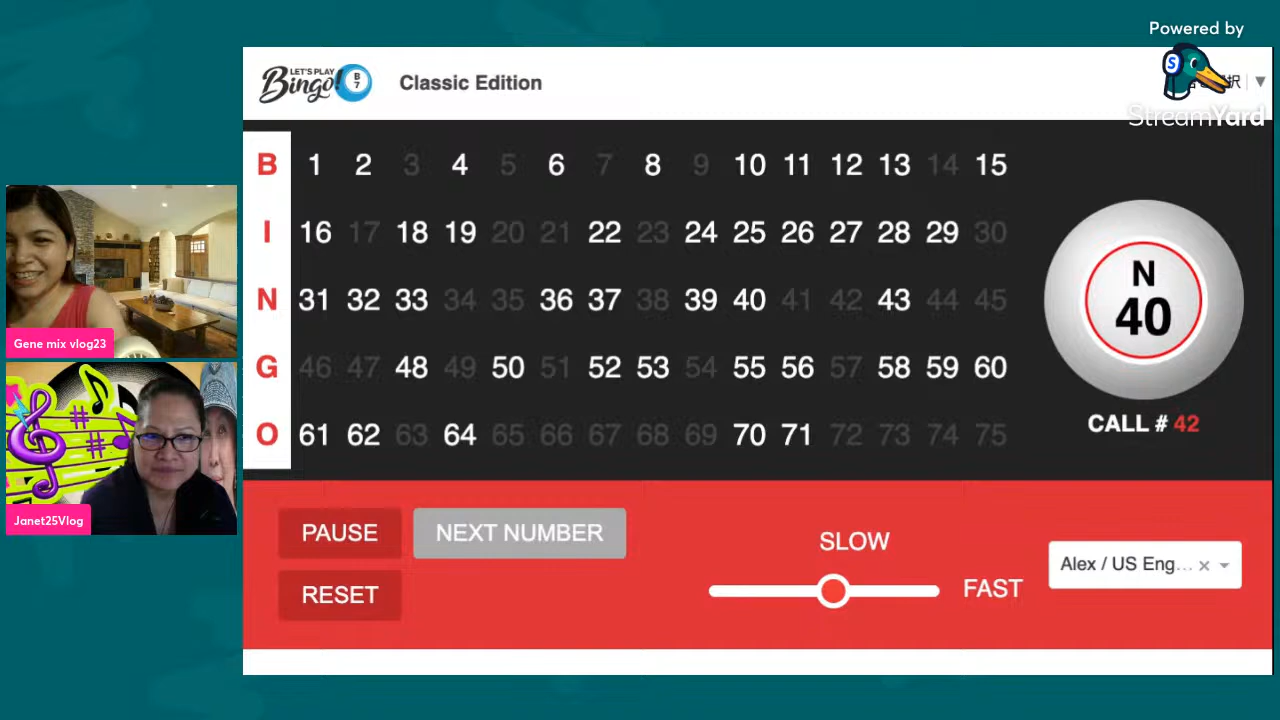 Powered by
StreamYard
LET'S PLAY
Bingo!
B
7
Classic Edition
択
B 1 2 3 4 5 6 7 8 9 10 11 12 13 14 15
I 16 17 18 19 20 21 22 23 24 25 26 27 28 29 30
N 31 32 33 34 35 36 37 38 39 40 41 42 43 44 45
G 46 47 48 49 50 51 52 53 54 55 56 57 58 59 60
O 61 62 63 64 65 66 67 68 69 70 71 72 73 74 75
N
40
CALL # 42
Gene mix vlog23
Janet25Vlog
PAUSE
NEXT NUMBER
RESET
SLOW
FAST
Alex / US Eng...